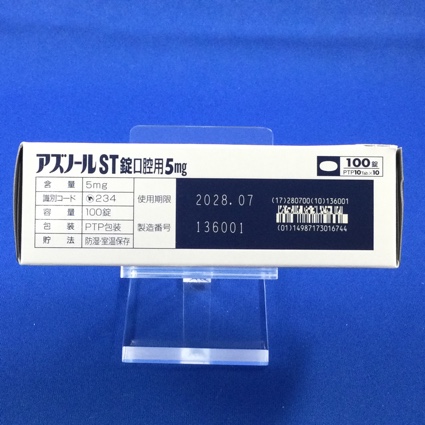 アズノールST錠口腔用5mg
100錠
PTP10T×10
含量 5mg
識別コード 234
容量 100錠
包装 PTP包装
貯法 防湿・室温保存
使用期限 2028.07
製造番号 136001
(17)280700(10)136001
(01)14987173016744